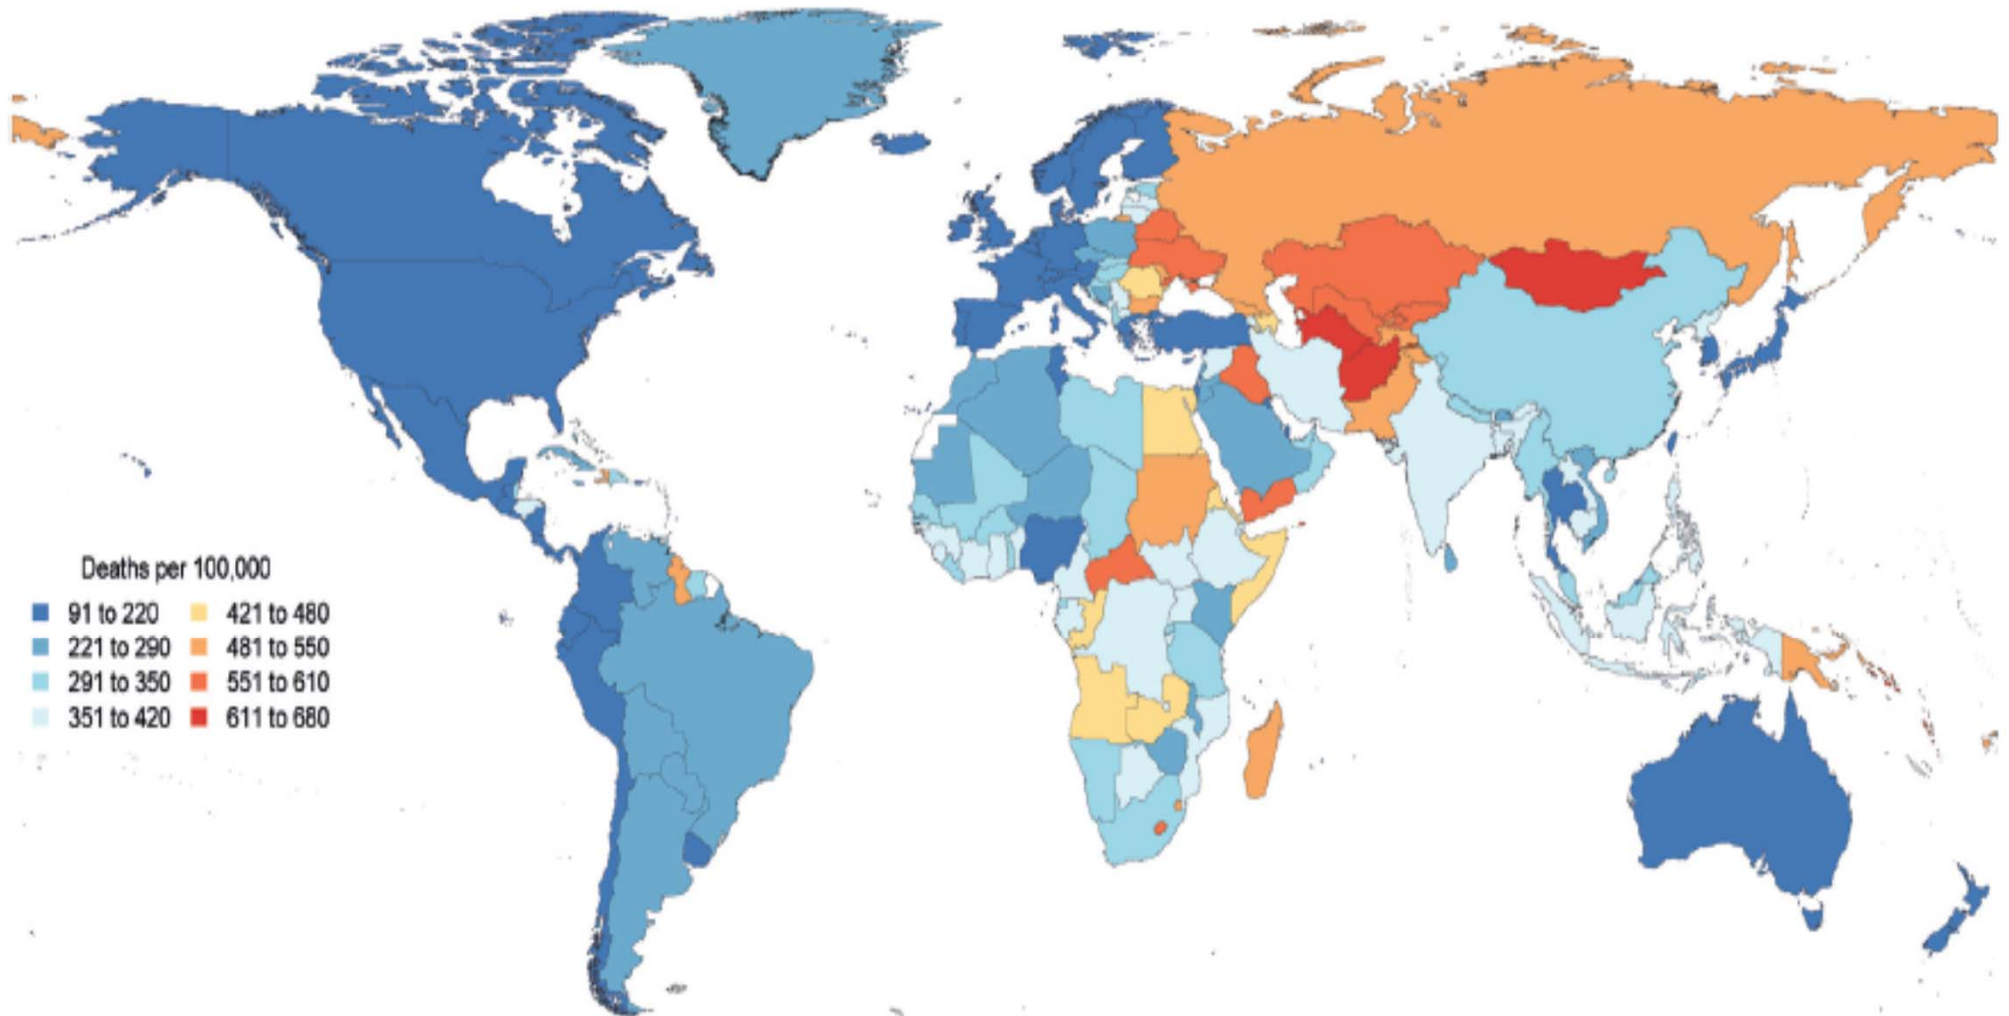 Deaths per 100,000
91 to 220
421 to 480
221 to 290
481 to 550
291 to 350
551 to 610
351 to 420
611 to 680